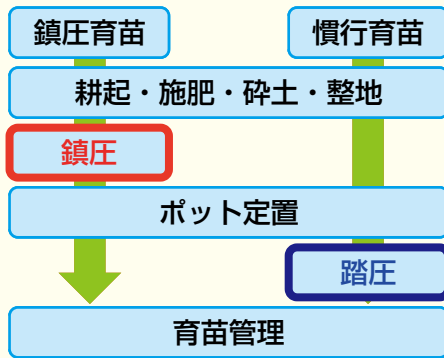 鎮圧育苗
慣行育苗
耕起・施肥・砕土・整地
鎮圧
ポット定置
踏圧
育苗管理